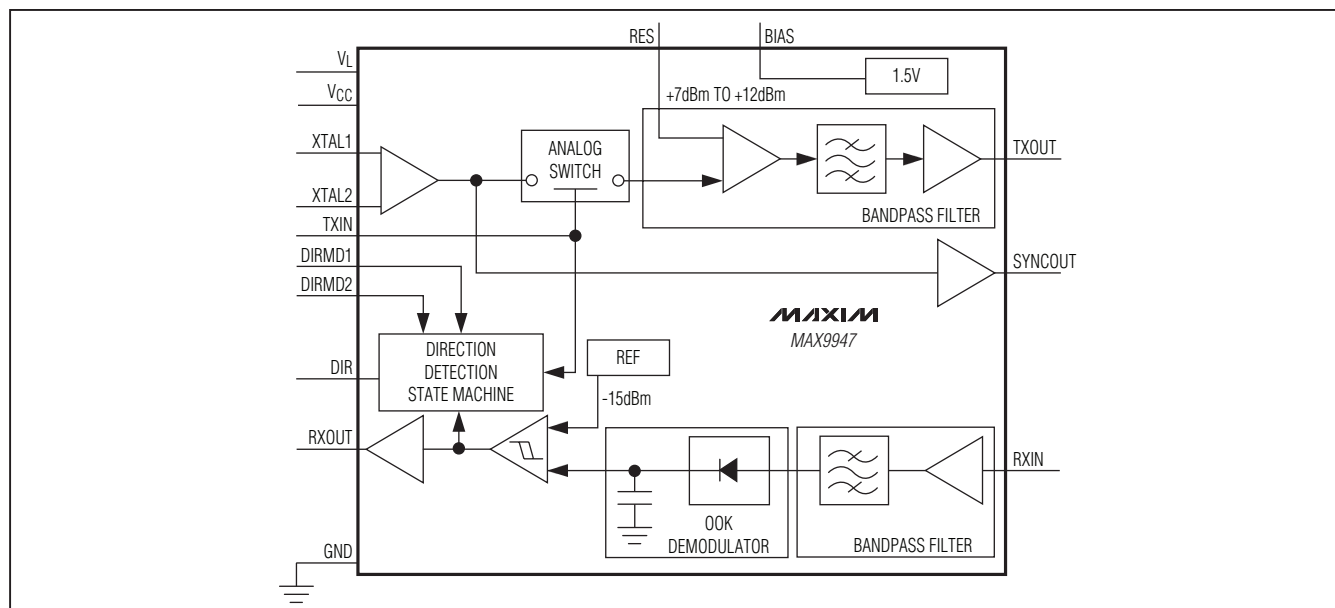 RES
BIAS
VL
1.5V
VCC
+7dBm TO +12dBm
XTAL1
ANALOG
SWITCH
TXOUT
XTAL2
BANDPASS FILTER
TXIN
DIRMD1
SYNCOUT
DIRMD2
MAXIM
MAX9947
DIRECTION
DETECTION
STATE MACHINE
REF
DIR
-15dBm
RXOUT
RXIN
OOK
DEMODULATOR
BANDPASS FILTER
GND